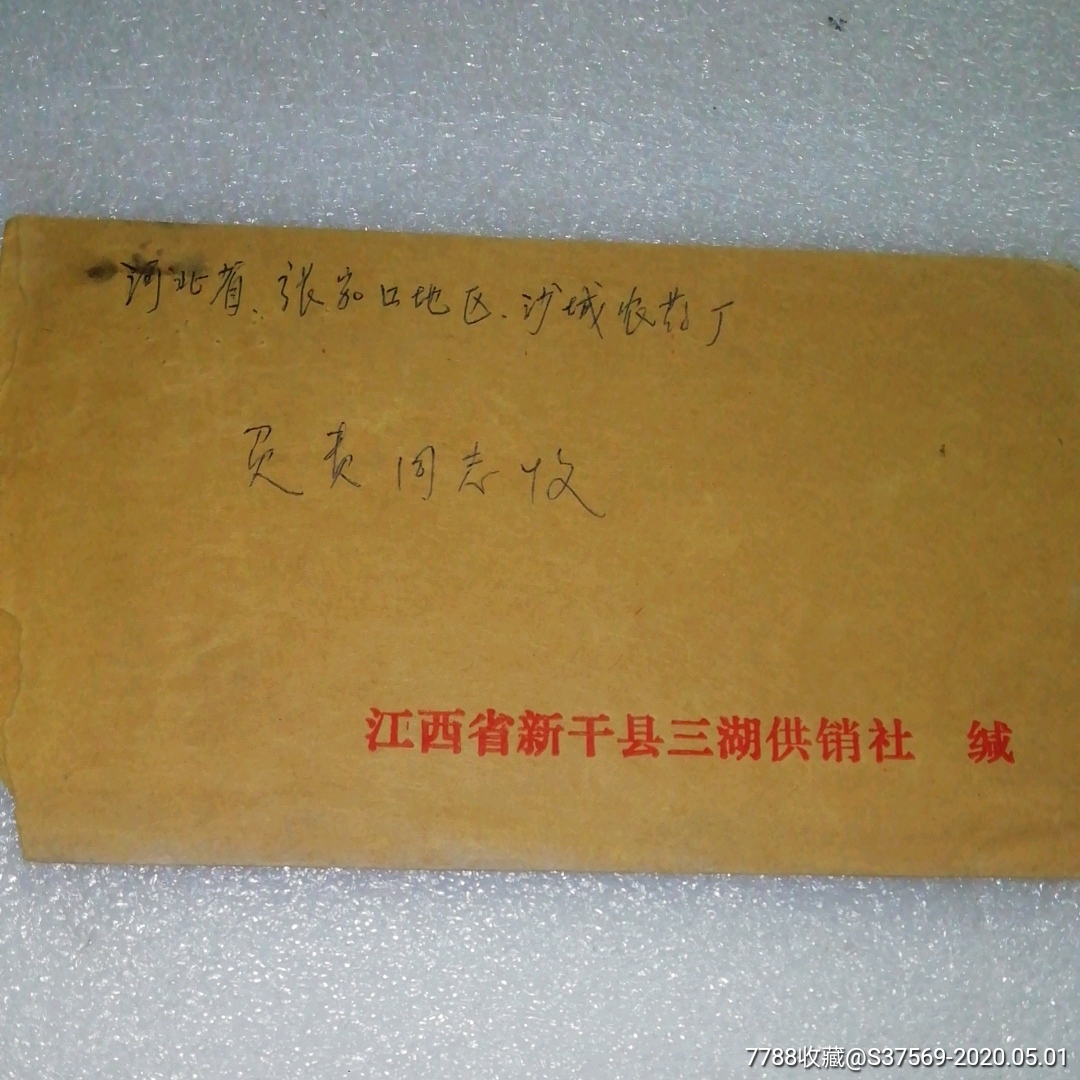 河北省、张家口地区、沙城农药厂
负责同志收
江西省新干县三湖供销社 缄
7788收藏@S37569-2020.05.01